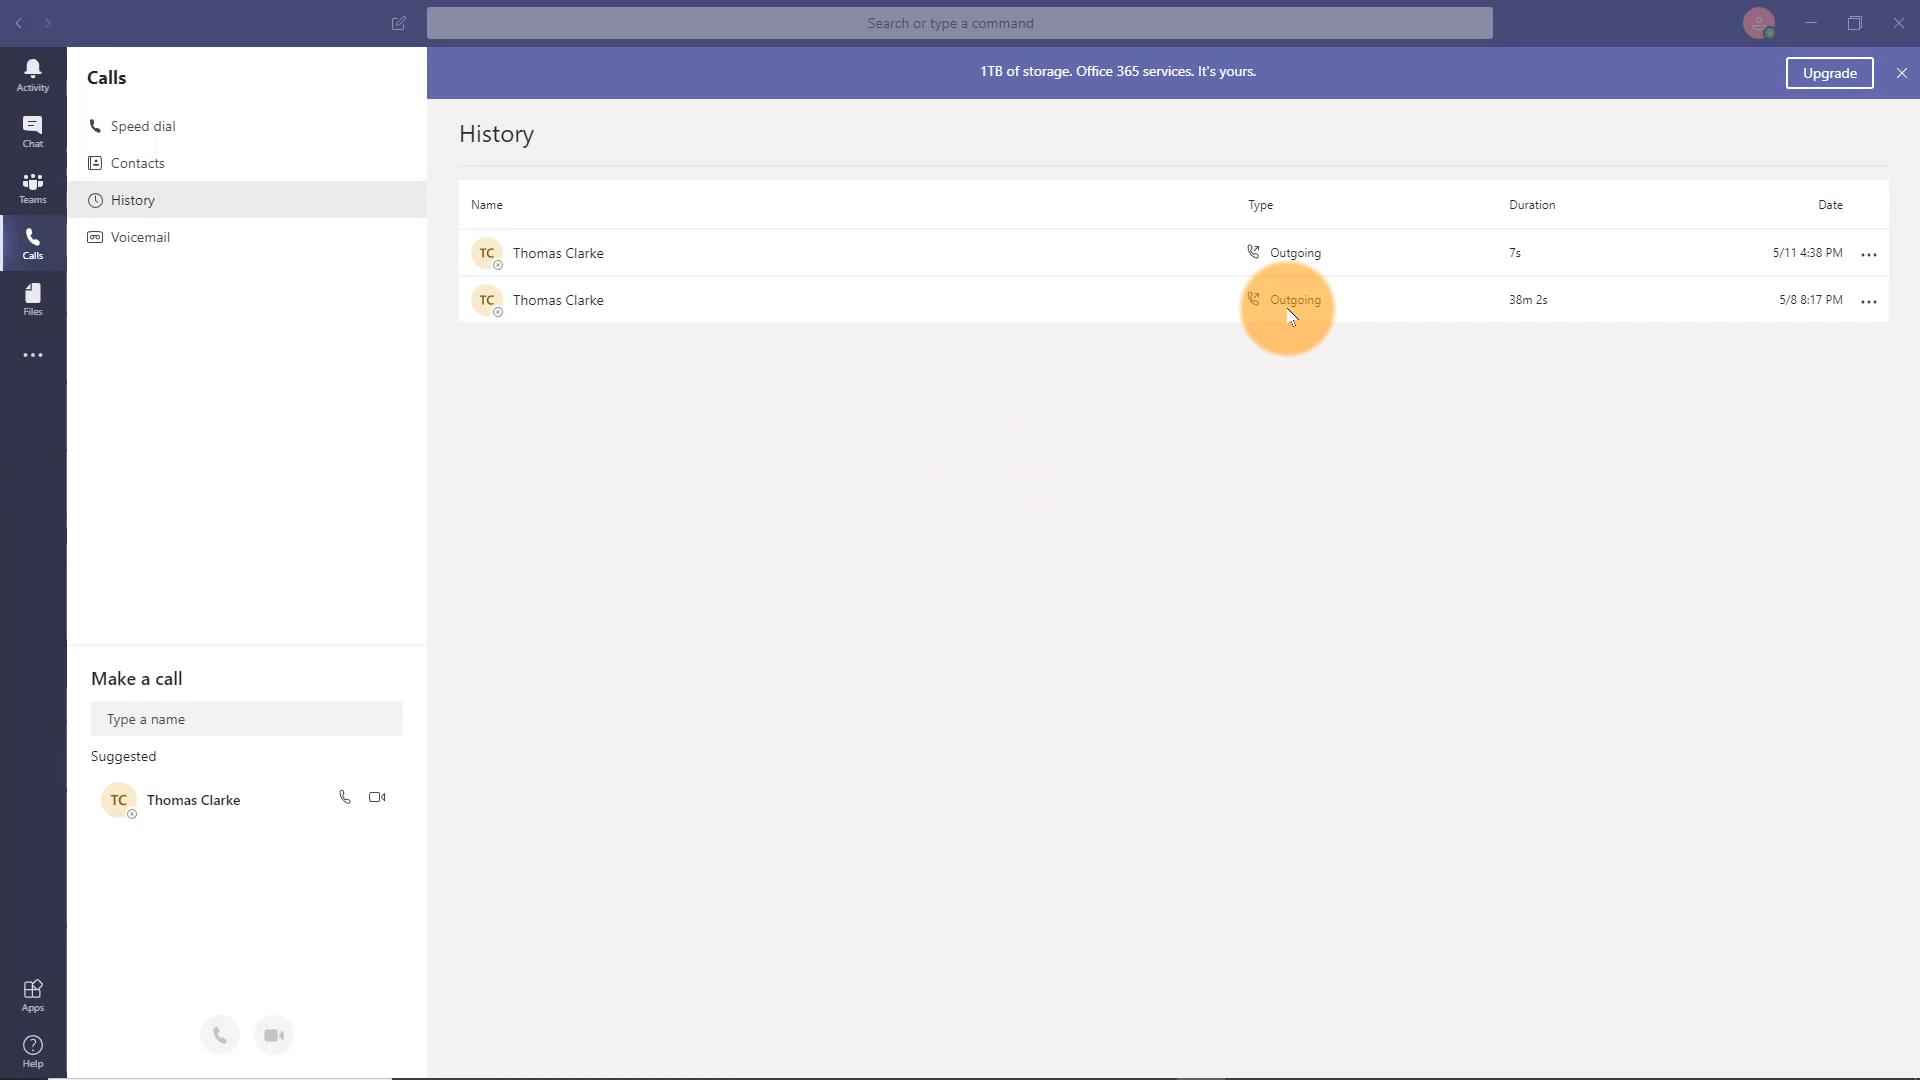 Search or type a command
Activity
Chat
Teams
Calls
Files
Apps
Help
Calls
Speed dial
Contacts
History
Voicemail
Make a call
Type a name
Suggested
TC Thomas Clarke
1TB of storage. Office 365 services. It's yours.
Upgrade
History
Name Type Duration Date
TC Thomas Clarke Outgoing 7s 5/11 4:38 PM
TC Thomas Clarke Outgoing 38m 2s 5/8 8:17 PM